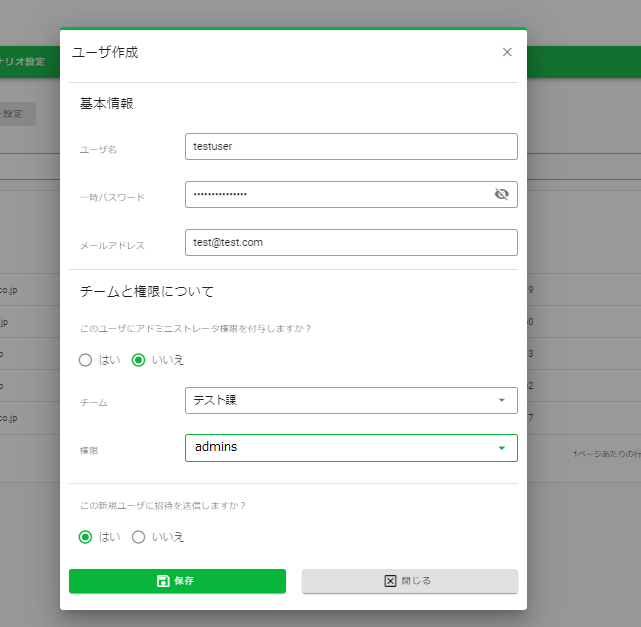 ユーザ作成
ナリオ設定
設定
基本情報
ユーザ名
testuser
一時パスワード
•••••••••••••••
メールアドレス
test@test.com
チームと権限について
co.jp
9
このユーザにアドミニストレータ権限を付与しますか？
.jp
0
はい いいえ
3
チーム
テスト課
2
co.jp
7
権限
admins
1ページあたりの行
この新規ユーザに招待を送信しますか？
はい いいえ
保存
閉じる